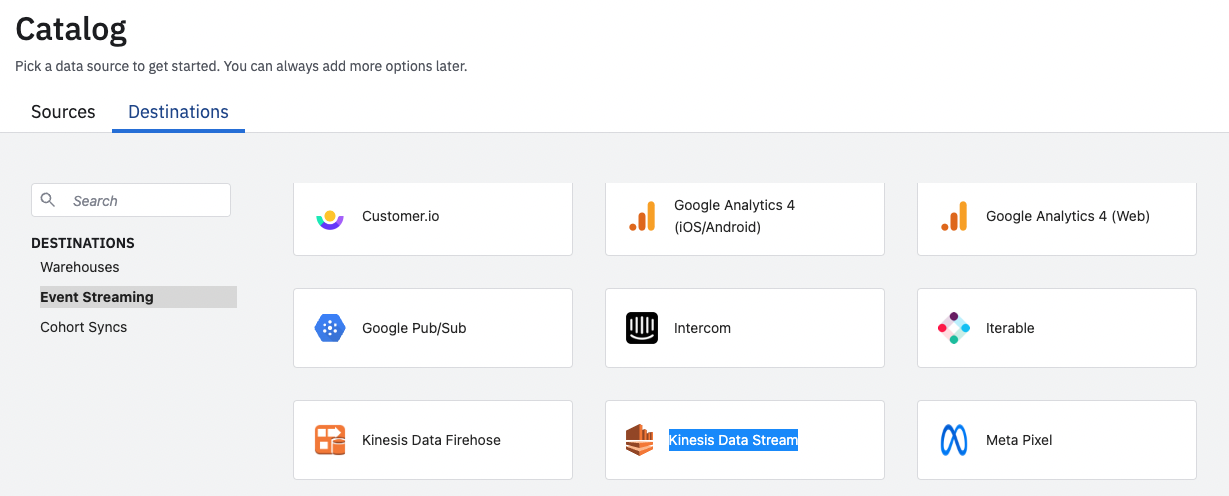 Catalog
Pick a data source to get started. You can always add more options later.
Sources
Destinations
Search
DESTINATIONS
Warehouses
Event Streaming
Cohort Syncs
Customer.io
Google Analytics 4
(iOS/Android)
Google Analytics 4 (Web)
Google Pub/Sub
Intercom
Iterable
Kinesis Data Firehose
Kinesis Data Stream
Meta Pixel